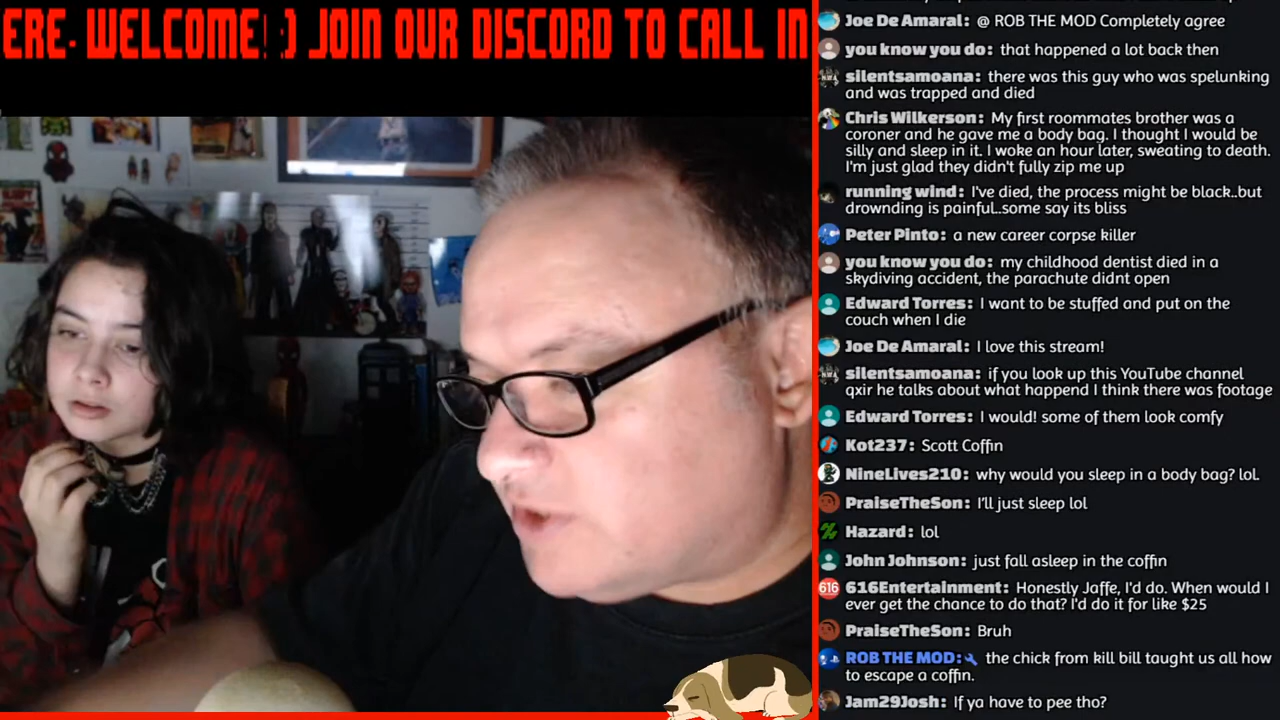 ERE. WELCOME! :) JOIN OUR DISCORD TO CALL IN
Joe De Amaral: @ ROB THE MOD Completely agree
you know you do: that happened a lot back then
silentsamoana: there was this guy who was spelunking
and was trapped and died
Chris Wilkerson: My first roommates brother was a
coroner and he gave me a body bag. I thought I would be
silly and sleep in it. I woke an hour later, sweating to death.
I'm just glad they didn't fully zip me up
running wind: I've died, the process might be black..but
drownding is painful..some say its bliss
Peter Pinto: a new career corpse killer
you know you do: my childhood dentist died in a
skydiving accident, the parachute didnt open
Edward Torres: I want to be stuffed and put on the
couch when I die
Joe De Amaral: I love this stream!
silentsamoana: if you look up this YouTube channel
qxir he talks about what happend I think there was footage
Edward Torres: I would! some of them look comfy
Kot237: Scott Coffin
NineLives210: why would you sleep in a body bag? lol.
PraiseTheSon: I'll just sleep lol
Hazard: lol
John Johnson: just fall asleep in the coffin
616
616Entertainment: Honestly Jaffe, I'd do. When would I
ever get the chance to do that? I'd do it for like $25
PraiseTheSon: Bruh
ROB THE MOD: the chick from kill bill taught us all how
to escape a coffin.
Jam29Josh: If ya have to pee tho?